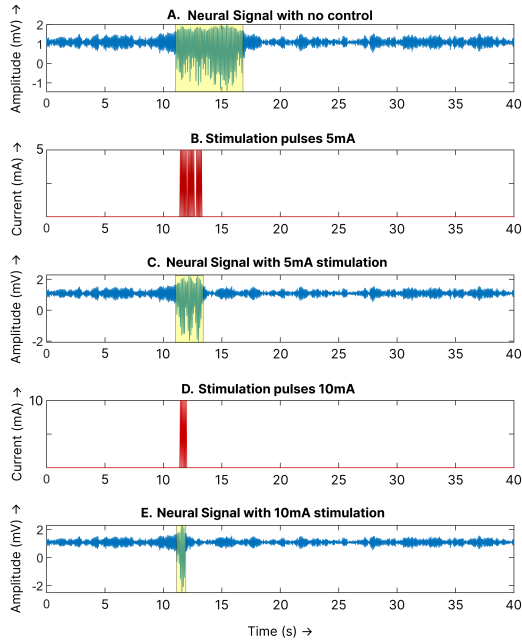 A. Neural Signal with no control
Amplitude (mV) →
2
1
0
-1
0 5 10 15 20 25 30 35 40
B. Stimulation pulses 5mA
Current (mA) →
5
0 5 10 15 20 25 30 35 40
C. Neural Signal with 5mA stimulation
Amplitude (mV) →
2
0
-2
0 5 10 15 20 25 30 35 40
D. Stimulation pulses 10mA
Current (mA) →
10
0 5 10 15 20 25 30 35 40
E. Neural Signal with 10mA stimulation
Amplitude (mV) →
2
0
-2
0 5 10 15 20 25 30 35 40
Time (s) →